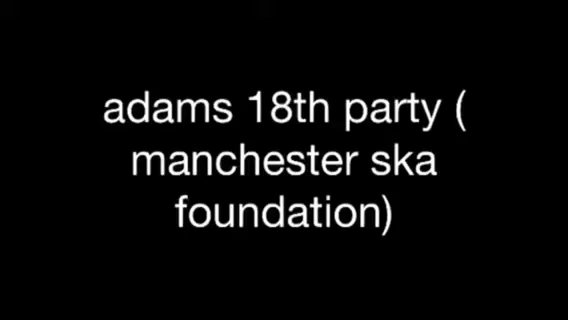 adams 18th party (
manchester ska
foundation)